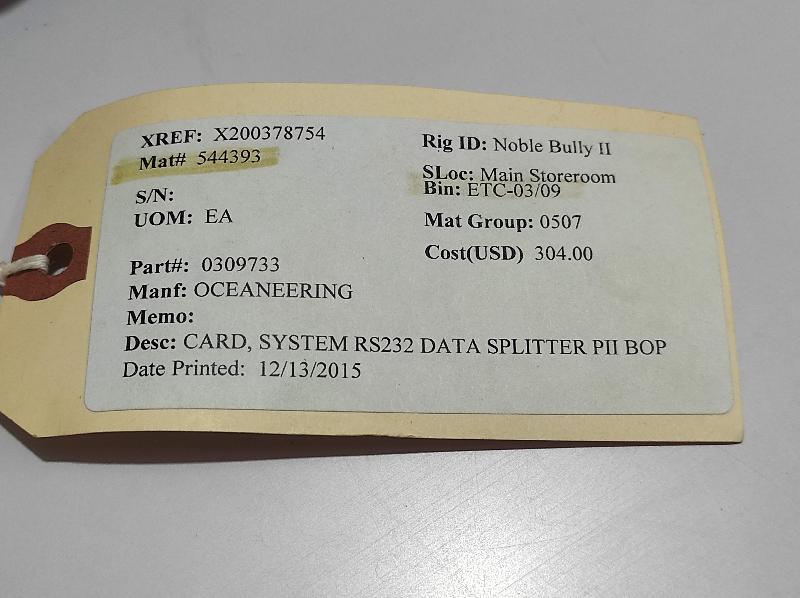 XREF: X200378754
Mat# 544393
S/N:
UOM: EA
Part#: 0309733
Manf: OCEANEERING
Memo:
Desc: CARD, SYSTEM RS232 DATA SPLITTER PII BOP
Date Printed: 12/13/2015
Rig ID: Noble Bully II
SLoc: Main Storeroom
Bin: ETC-03/09
Mat Group: 0507
Cost(USD) 304.00